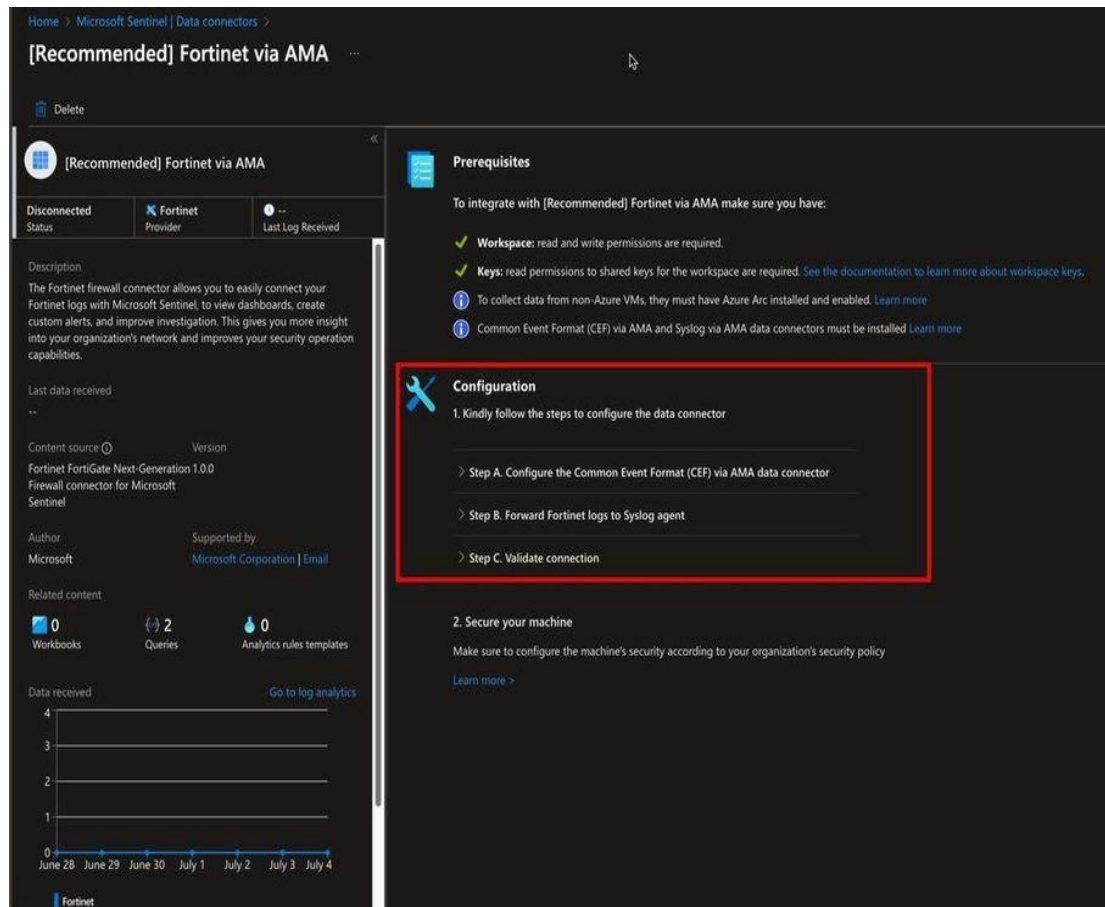 Home > Microsoft Sentinel | Data connectors >
[Recommended] Fortinet via AMA ...
Delete
«
[Recommended] Fortinet via AMA
Disconnected
Status
Fortinet
Provider
--
Last Log Received
Description
The Fortinet firewall connector allows you to easily connect your
Fortinet logs with Microsoft Sentinel, to view dashboards, create
custom alerts, and improve investigation. This gives you more insight
into your organization's network and improves your security operation
capabilities.
Last data received
--
Content source
Fortinet FortiGate Next-Generation
Firewall connector for Microsoft
Sentinel
Version
1.0.0
Author
Microsoft
Supported by
Microsoft Corporation | Email
Related content
0
Workbooks
2
Queries
0
Analytics rules templates
Data received
Go to log analytics
4
3
2
1
0
June 28 June 29 June 30 July 1 July 2 July 3 July 4
Fortinet
Prerequisites
To integrate with [Recommended] Fortinet via AMA make sure you have:
Workspace: read and write permissions are required.
Keys: read permissions to shared keys for the workspace are required. See the documentation to learn more about workspace keys.
To collect data from non-Azure VMs, they must have Azure Arc installed and enabled. Learn more
Common Event Format (CEF) via AMA and Syslog via AMA data connectors must be installed Learn more
Configuration
1. Kindly follow the steps to configure the data connector
> Step A. Configure the Common Event Format (CEF) via AMA data connector
> Step B. Forward Fortinet logs to Syslog agent
> Step C. Validate connection
2. Secure your machine
Make sure to configure the machine's security according to your organization's security policy
Learn more >